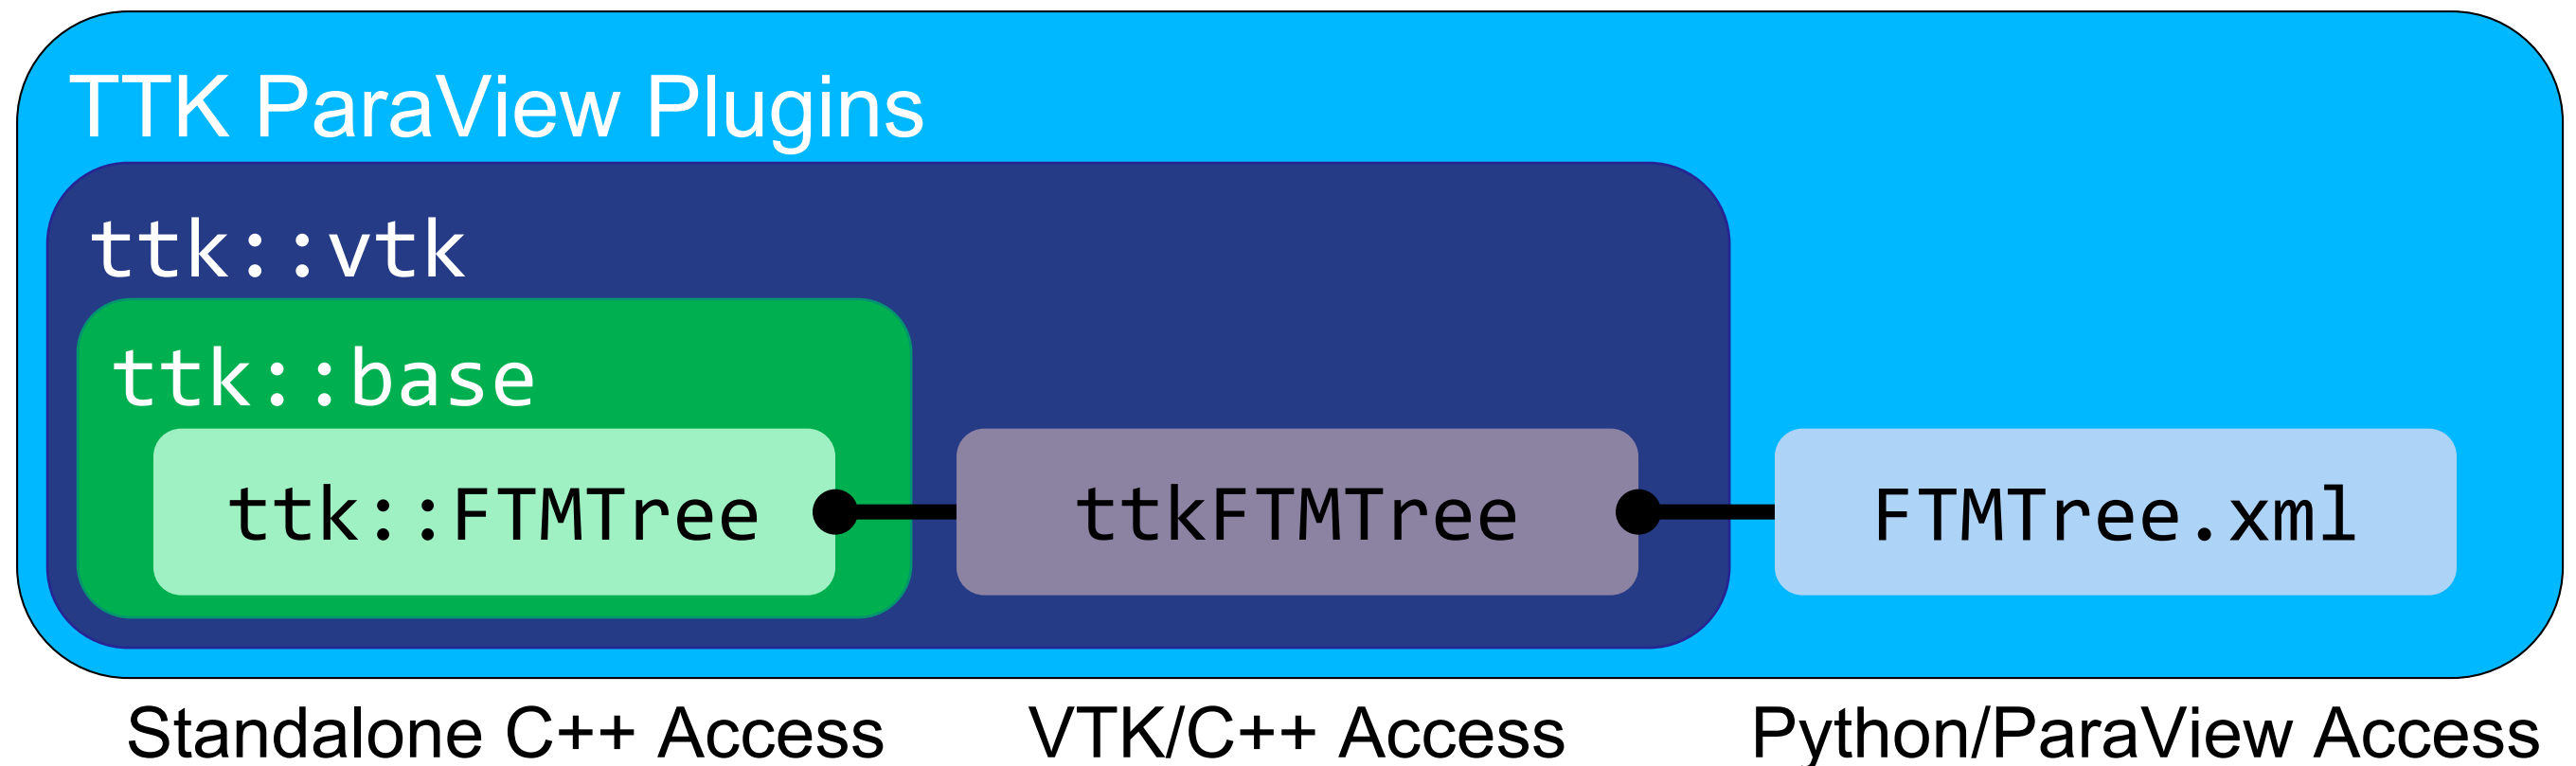 TTK ParaView Plugins
ttk::vtk
ttk::base
ttk::FTMTree
ttkFTMTree
FTMTree.xml
Standalone C++ Access
VTK/C++ Access
Python/ParaView Access